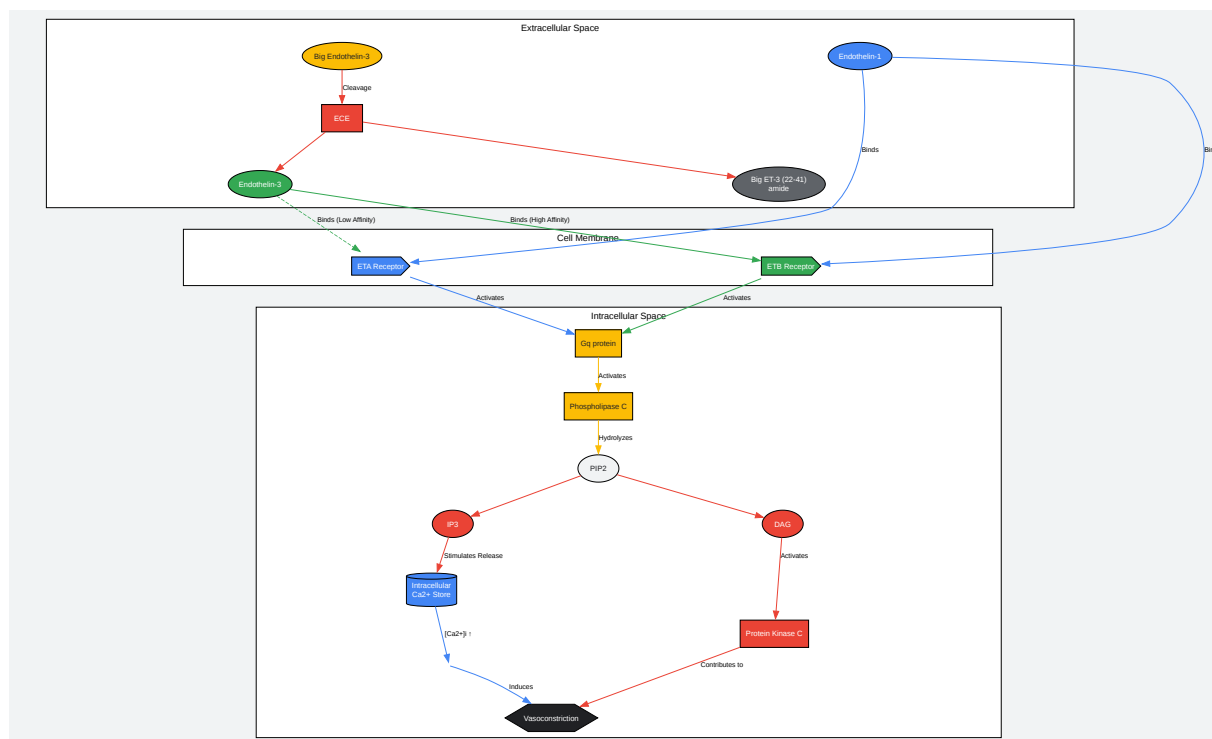 Extracellular Space
Big Endothelin-3
Endothelin-1
Cleavage
ECE
Binds
Endothelin-3
Big ET-3 (22-41)
amide
Binds (Low Affinity)
Binds (High Affinity)
Cell Membrane
ETA Receptor
ETB Receptor
Activates
Activates
Intracellular Space
Gq protein
Activates
Phospholipase C
Hydrolyzes
PIP2
IP3
DAG
Stimulates Release
Activates
Intracellular
Ca2+ Store
[Ca2+]i ↑
Protein Kinase C
Contributes to
Induces
Vasoconstriction